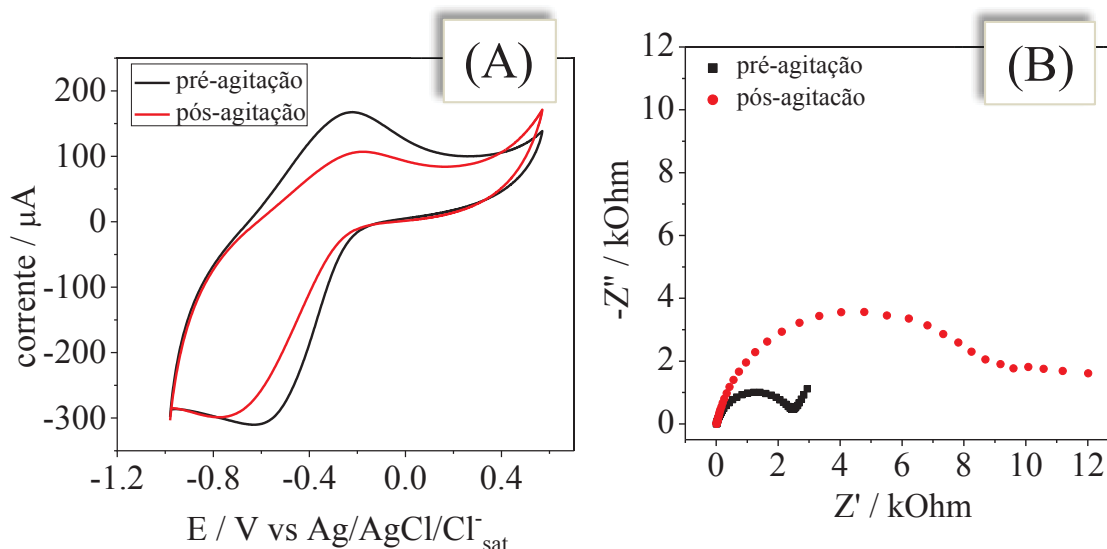 (A)
pré-agitação
pós-agitação
200
100
0
-100
-200
-300
-1.2
-0.8
-0.4
0.0
0.4
corrente / μA
E / V vs Ag/AgCl/Cl⁻sat
(B)
pré-agitação
pós-agitacão
12
10
8
6
4
2
0
0
2
4
6
8
10
12
-Z" / kOhm
Z' / kOhm